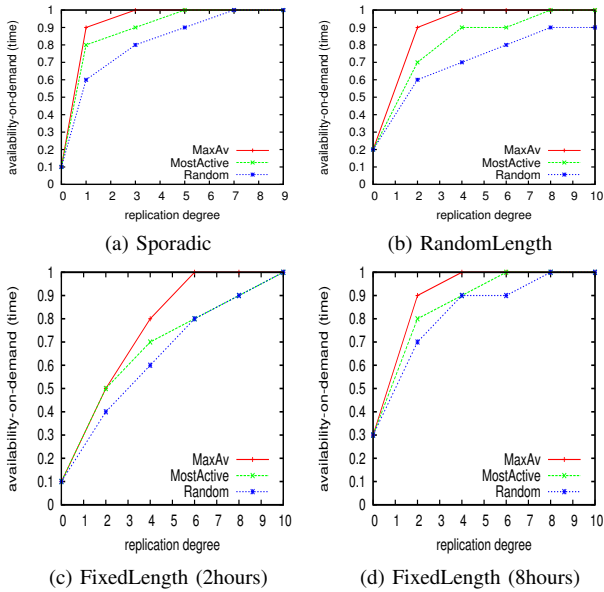 availability-on-demand (time)
1
0.9
0.8
0.7
0.6
0.5
0.4
0.3
0.2
0.1
0
MaxAv
MostActive
Random
0 1 2 3 4 5 6 7 8 9
replication degree
(a) Sporadic
availability-on-demand (time)
1
0.9
0.8
0.7
0.6
0.5
0.4
0.3
0.2
0.1
0
MaxAv
MostActive
Random
0 1 2 3 4 5 6 7 8 9 10
replication degree
(b) RandomLength
availability-on-demand (time)
1
0.9
0.8
0.7
0.6
0.5
0.4
0.3
0.2
0.1
0
MaxAv
MostActive
Random
0 1 2 3 4 5 6 7 8 9 10
replication degree
(c) FixedLength (2hours)
availability-on-demand (time)
1
0.9
0.8
0.7
0.6
0.5
0.4
0.3
0.2
0.1
0
MaxAv
MostActive
Random
0 1 2 3 4 5 6 7 8 9 10
replication degree
(d) FixedLength (8hours)